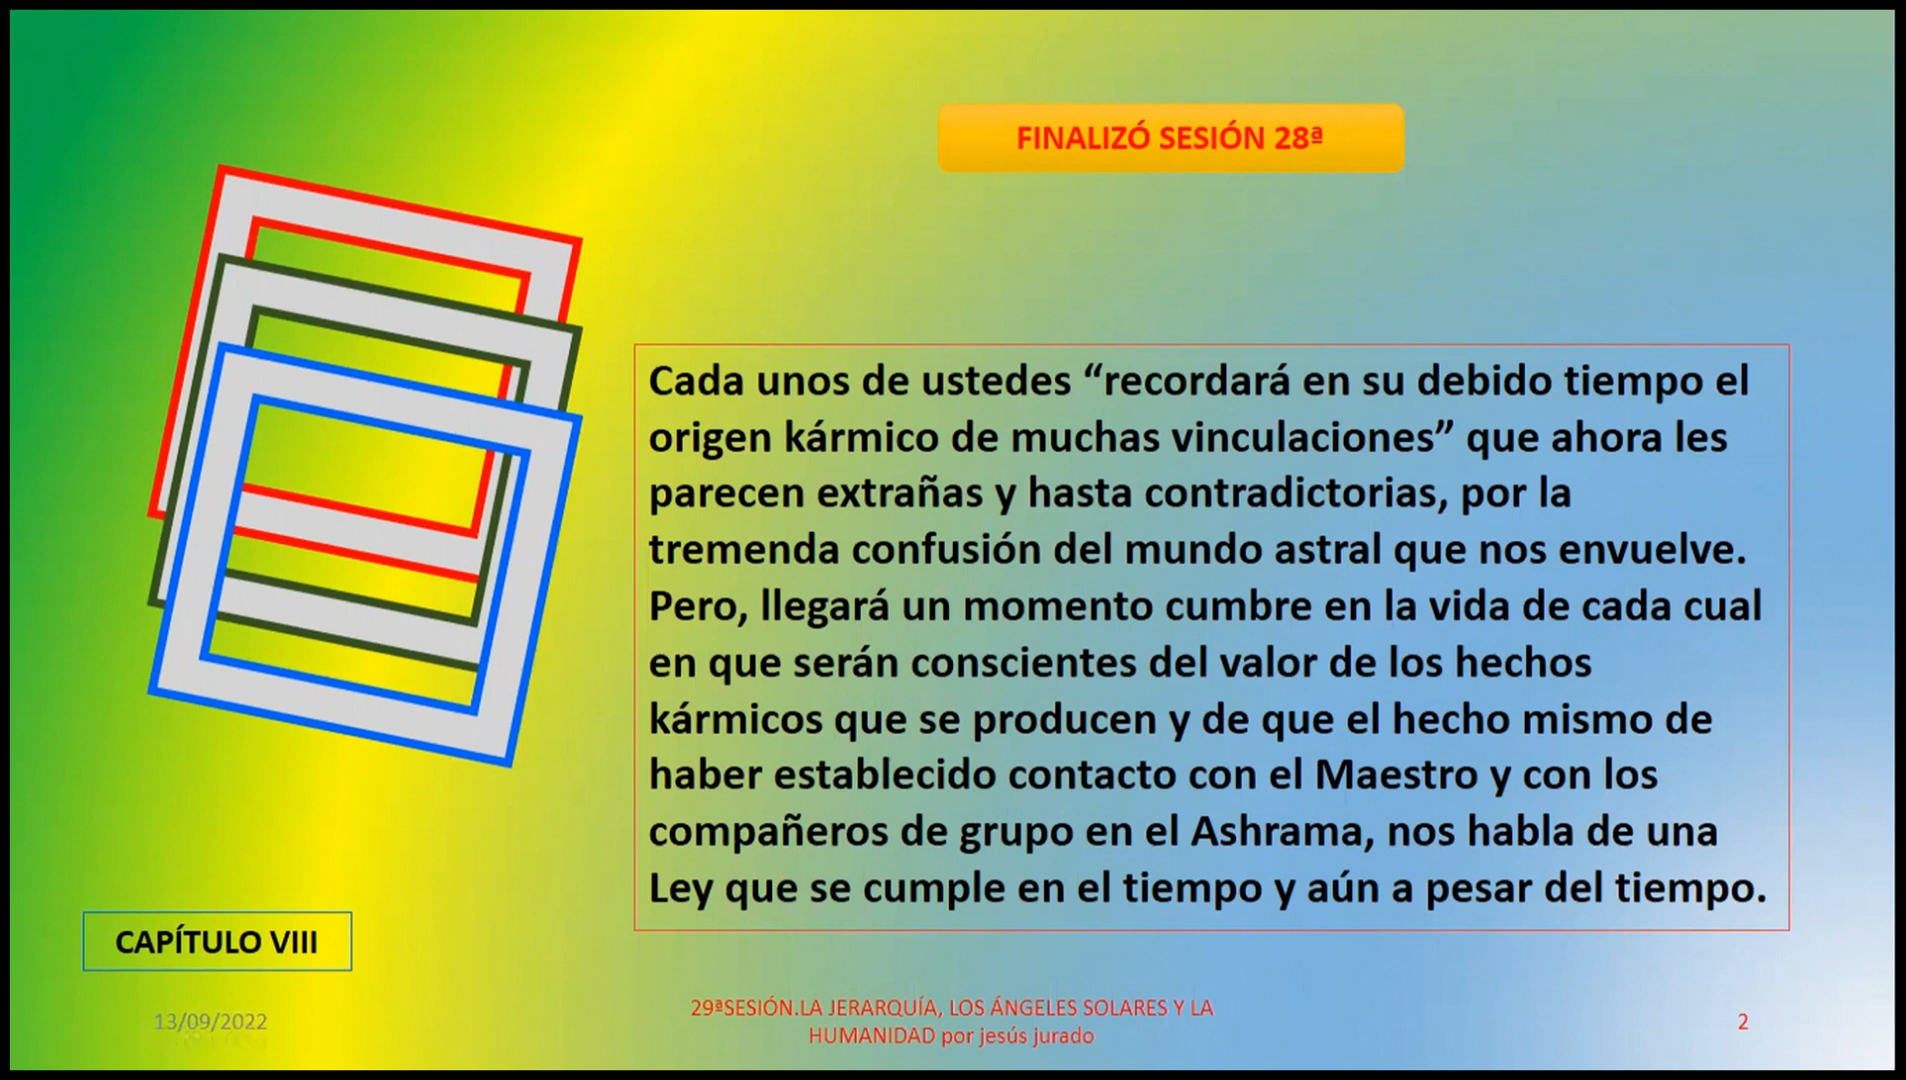 FINALIZÓ SESIÓN 28ª
Cada unos de ustedes “recordará en su debido tiempo el
origen kármico de muchas vinculaciones” que ahora les
parecen extrañas y hasta contradictorias, por la
tremenda confusión del mundo astral que nos envuelve.
Pero, llegará un momento cumbre en la vida de cada cual
en que serán conscientes del valor de los hechos
kármicos que se producen y de que el hecho mismo de
haber establecido contacto con el Maestro y con los
compañeros de grupo en el Ashrama, nos habla de una
Ley que se cumple en el tiempo y aún a pesar del tiempo.
CAPÍTULO VIII
13/09/2022
29ªSESIÓN.LA JERARQUÍA, LOS ÁNGELES SOLARES Y LA
HUMANIDAD por jesús jurado
2